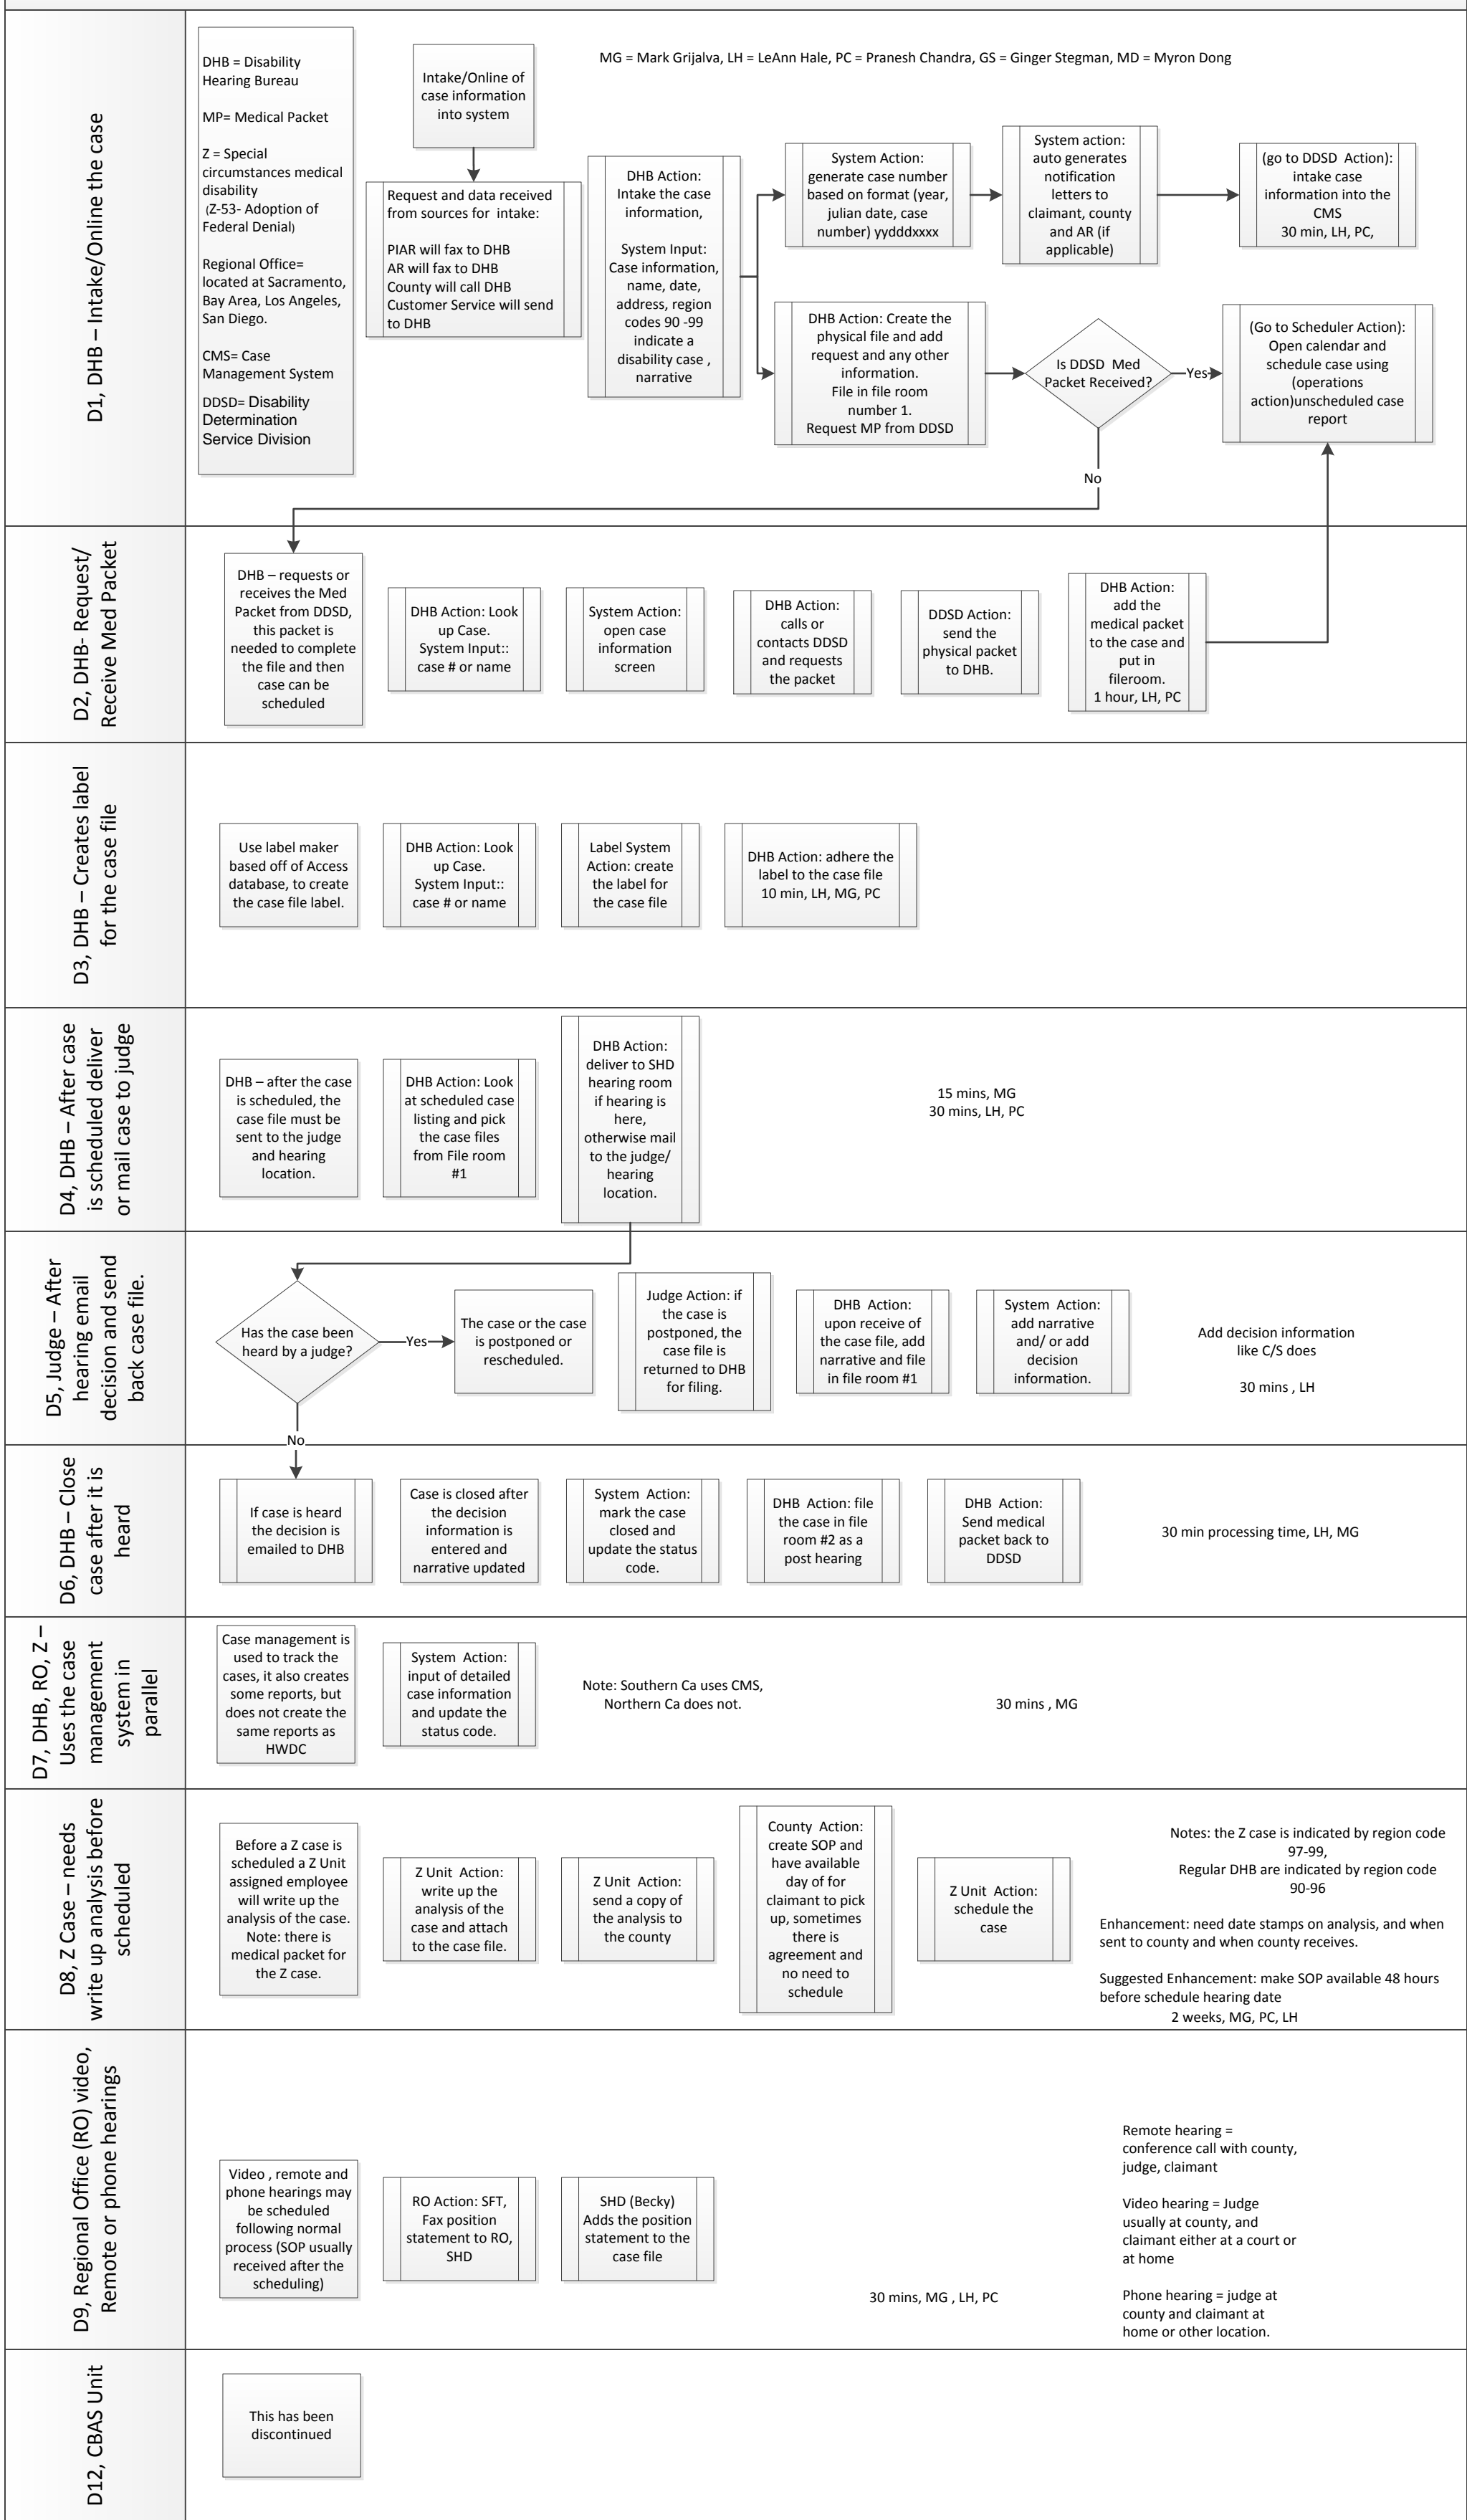 D1, DHB – Intake/Online the case
DHB = Disability
Hearing Bureau
MP= Medical Packet
Z = Special
circumstances medical
disability
(Z-53- Adoption of
Federal Denial)
Regional Office=
located at Sacramento,
Bay Area, Los Angeles,
San Diego.
CMS= Case
Management System
DDSD= Disability
Determination
Service Division
MG = Mark Grijalva, LH = LeAnn Hale, PC = Pranesh Chandra, GS = Ginger Stegman, MD = Myron Dong
Intake/Online of
case information
into system
Request and data received
from sources for intake:
PIAR will fax to DHB
AR will fax to DHB
County will call DHB
Customer Service will send
to DHB
DHB Action:
Intake the case
information,
System Input:
Case information,
name, date,
address, region
codes 90 -99
indicate a
disability case ,
narrative
System Action:
generate case number
based on format (year,
julian date, case
number) yydddxxxx
System action:
auto generates
notification
letters to
claimant, county
and AR (if
applicable)
(go to DDSD Action):
intake case
information into the
CMS
30 min, LH, PC,
DHB Action: Create the
physical file and add
request and any other
information.
File in file room
number 1.
Request MP from DDSD
Is DDSD Med
Packet Received?
Yes
No
(Go to Scheduler Action):
Open calendar and
schedule case using
(operations
action)unscheduled case
report
D2, DHB- Request/
Receive Med Packet
DHB – requests or
receives the Med
Packet from DDSD,
this packet is
needed to complete
the file and then
case can be
scheduled
DHB Action: Look
up Case.
System Input::
case # or name
System Action:
open case
information
screen
DHB Action:
calls or
contacts DDSD
and requests
the packet
DDSD Action:
send the
physical packet
to DHB.
DHB Action:
add the
medical packet
to the case and
put in
fileroom.
1 hour, LH, PC
D3, DHB – Creates label
for the case file
Use label maker
based off of Access
database, to create
the case file label.
DHB Action: Look
up Case.
System Input::
case # or name
Label System
Action: create
the label for
the case file
DHB Action: adhere the
label to the case file
10 min, LH, MG, PC
D4, DHB – After case
is scheduled deliver
or mail case to judge
DHB – after the case
is scheduled, the
case file must be
sent to the judge
and hearing
location.
DHB Action: Look
at scheduled case
listing and pick
the case files
from File room
#1
DHB Action:
deliver to SHD
hearing room
if hearing is
here,
otherwise mail
to the judge/
hearing
location.
15 mins, MG
30 mins, LH, PC
D5, Judge – After
hearing email
decision and send
back case file.
Has the case been
heard by a judge?
Yes
No
The case or the case
is postponed or
rescheduled.
Judge Action: if
the case is
postponed, the
case file is
returned to DHB
for filing.
DHB Action:
upon receive of
the case file, add
narrative and file
in file room #1
System Action:
add narrative
and/ or add
decision
information.
Add decision information
like C/S does
30 mins , LH
D6, DHB – Close
case after it is
heard
If case is heard
the decision is
emailed to DHB
Case is closed after
the decision
information is
entered and
narrative updated
System Action:
mark the case
closed and
update the status
code.
DHB Action: file
the case in file
room #2 as a
post hearing
DHB Action:
Send medical
packet back to
DDSD
30 min processing time, LH, MG
D7, DHB, RO, Z –
Uses the case
management
system in
parallel
Case management is
used to track the
cases, it also creates
some reports, but
does not create the
same reports as
HWDC
System Action:
input of detailed
case information
and update the
status code.
Note: Southern Ca uses CMS,
Northern Ca does not.
30 mins , MG
D8, Z Case – needs
write up analysis before
scheduled
Before a Z case is
scheduled a Z Unit
assigned employee
will write up the
analysis of the case.
Note: there is
medical packet for
the Z case.
Z Unit Action:
write up the
analysis of the
case and attach
to the case file.
Z Unit Action:
send a copy of
the analysis to
the county
County Action:
create SOP and
have available
day of for
claimant to pick
up, sometimes
there is
agreement and
no need to
schedule
Z Unit Action:
schedule the
case
Notes: the Z case is indicated by region code
97-99,
Regular DHB are indicated by region code
90-96
Enhancement: need date stamps on analysis, and when
sent to county and when county receives.
Suggested Enhancement: make SOP available 48 hours
before schedule hearing date
2 weeks, MG, PC, LH
D9, Regional Office (RO) video,
Remote or phone hearings
Video , remote and
phone hearings may
be scheduled
following normal
process (SOP usually
received after the
scheduling)
RO Action: SFT,
Fax position
statement to RO,
SHD
SHD (Becky)
Adds the position
statement to the
case file
30 mins, MG , LH, PC
Remote hearing =
conference call with county,
judge, claimant
Video hearing = Judge
usually at county, and
claimant either at a court or
at home
Phone hearing = judge at
county and claimant at
home or other location.
D12, CBAS Unit
This has been
discontinued